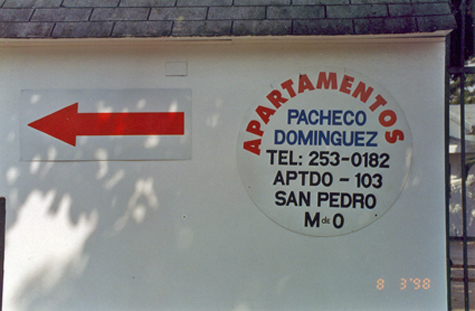 APARTAMENTOS
PACHECO
DOMINGUEZ
TEL: 253-0182
APTDO - 103
SAN PEDRO
M de O
8 3'98